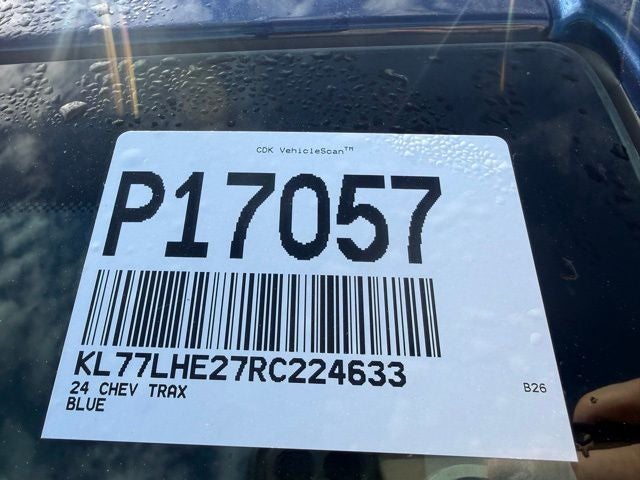 CDK VehicleScan™
P17057
KL77LHE27RC224633
24 CHEV TRAX
BLUE
B26